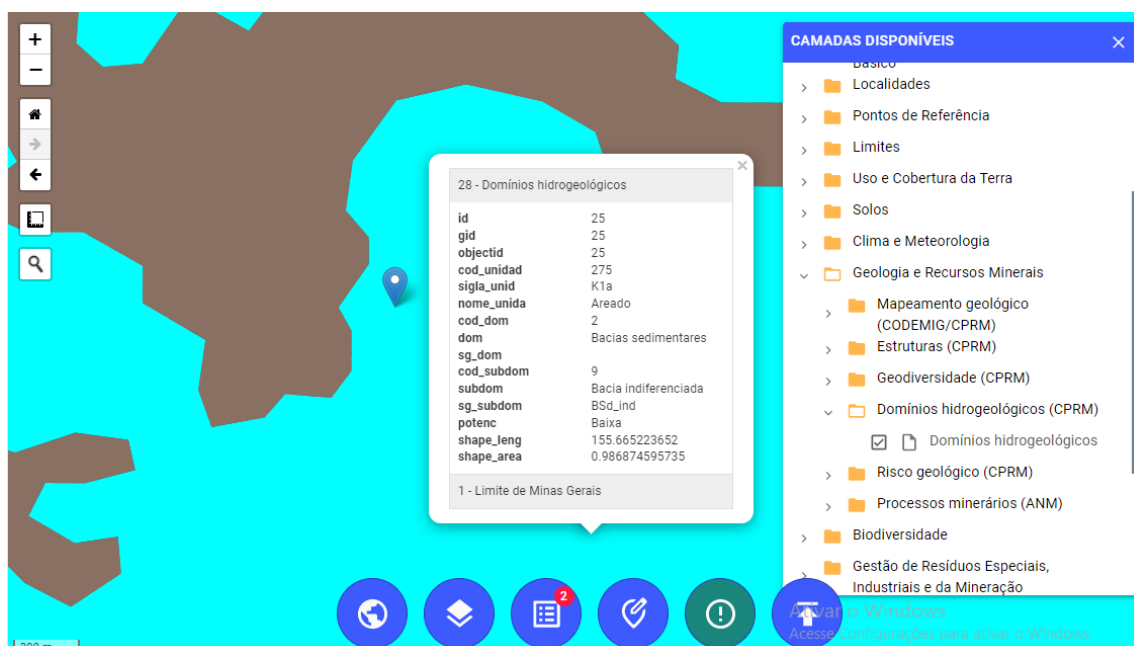 +
−
CAMADAS DISPONÍVEIS ×
Básico
Localidades
Pontos de Referência
Limites
Uso e Cobertura da Terra
Solos
Clima e Meteorologia
Geologia e Recursos Minerais
Mapeamento geológico
(CODEMIG/CPRM)
Estruturas (CPRM)
Geodiversidade (CPRM)
Domínios hidrogeológicos (CPRM)
Domínios hidrogeológicos
Risco geológico (CPRM)
Processos minerários (ANM)
Biodiversidade
Gestão de Resíduos Especiais,
Industriais e da Mineração
×
28 - Domínios hidrogeológicos
id 25
gid 25
objectid 25
cod_unidad 275
sigla_unid K1a
nome_unida Areado
cod_dom 2
dom Bacias sedimentares
sg_dom
cod_subdom 9
subdom Bacia indiferenciada
sg_subdom BSd_ind
potenc Baixa
shape_leng 155.665223652
shape_area 0.986874595735
1 - Limite de Minas Gerais
2
Ativar o Windows
Acesse Configurações para ativar o Windows.